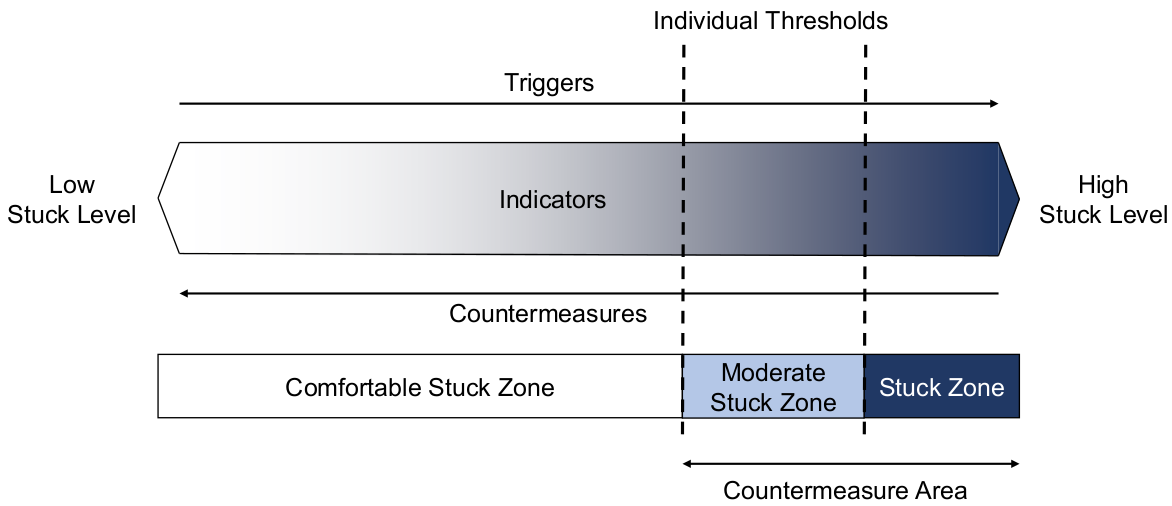 Individual Thresholds
Triggers
Low
Stuck Level
Indicators
High
Stuck Level
Countermeasures
Comfortable Stuck Zone
Moderate
Stuck Zone
Stuck Zone
Countermeasure Area